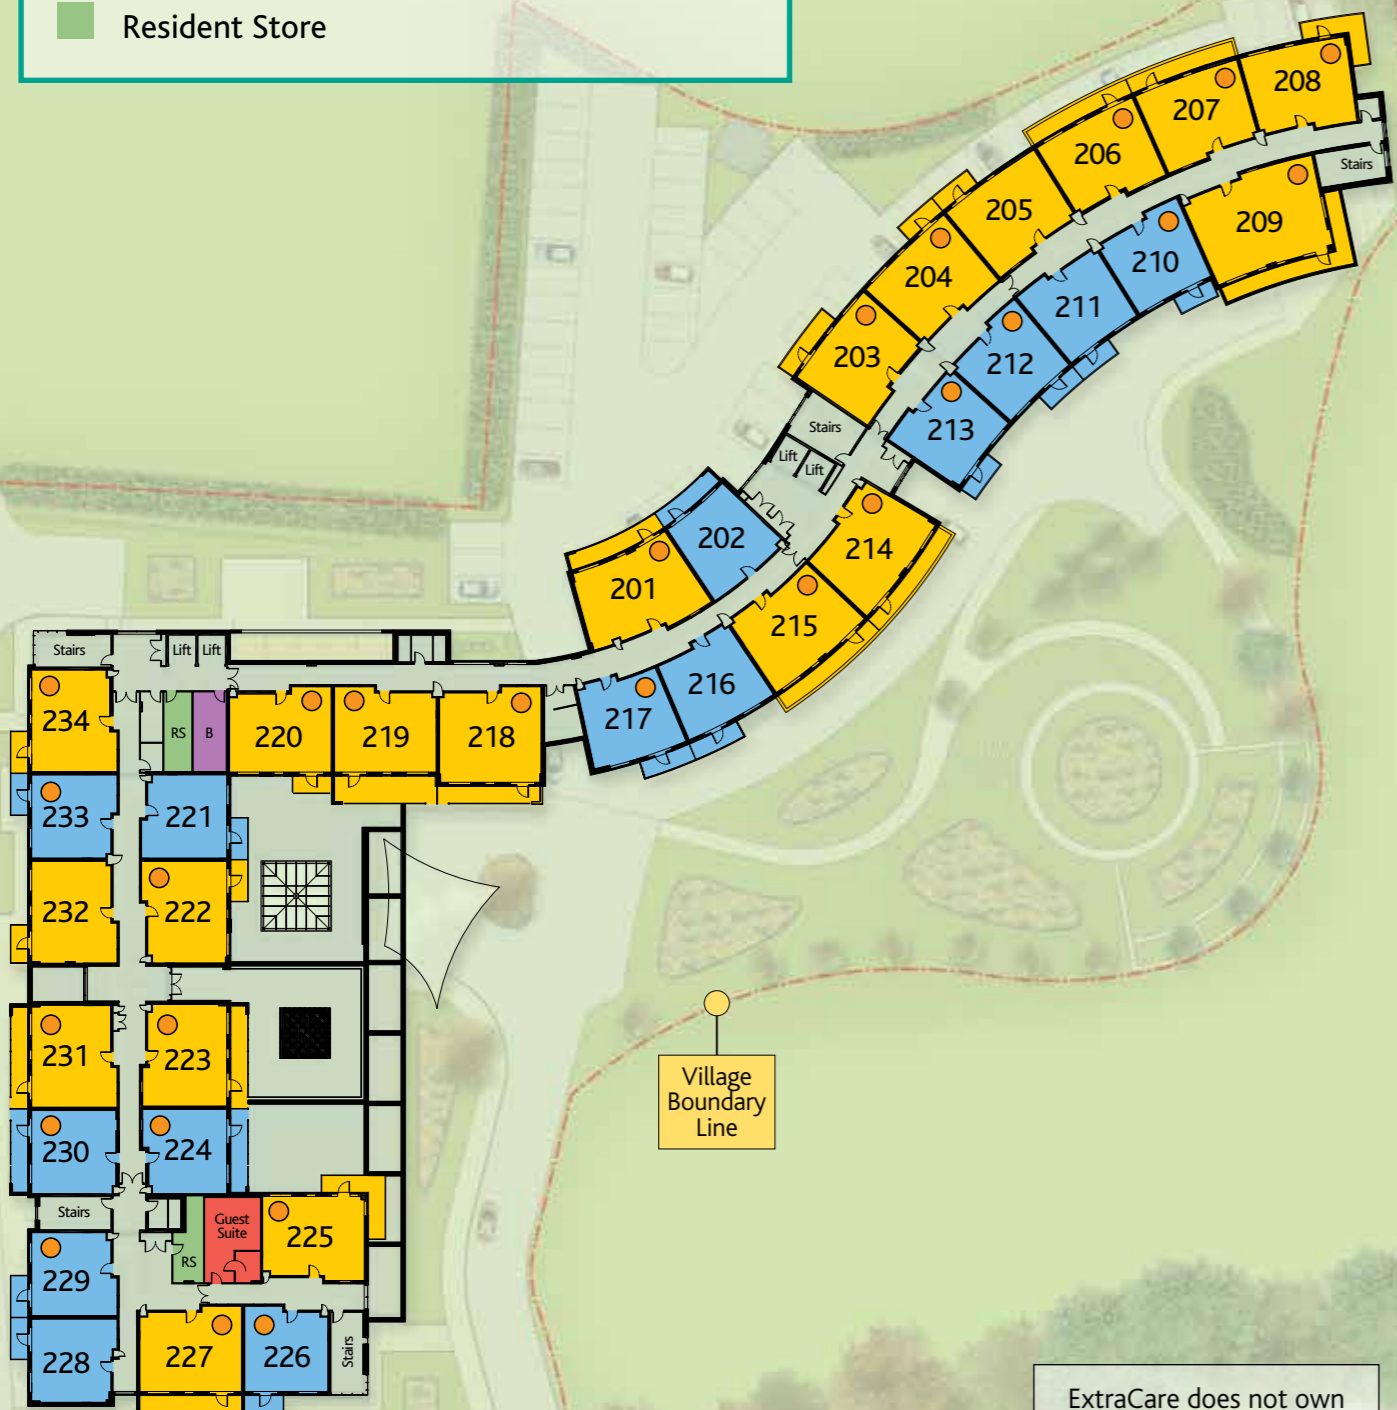 Resident Store
208
207
206
Stairs
205
209
204
210
211
203
212
Stairs
213
Lift
Lift
202
214
201
215
216
217
Stairs
Lift
Lift
234
RS
B
220
219
218
233
221
232
222
231
223
Village
Boundary
Line
230
224
Stairs
Guest
Suite
225
RS
229
228
227
226
Stairs
ExtraCare does not own